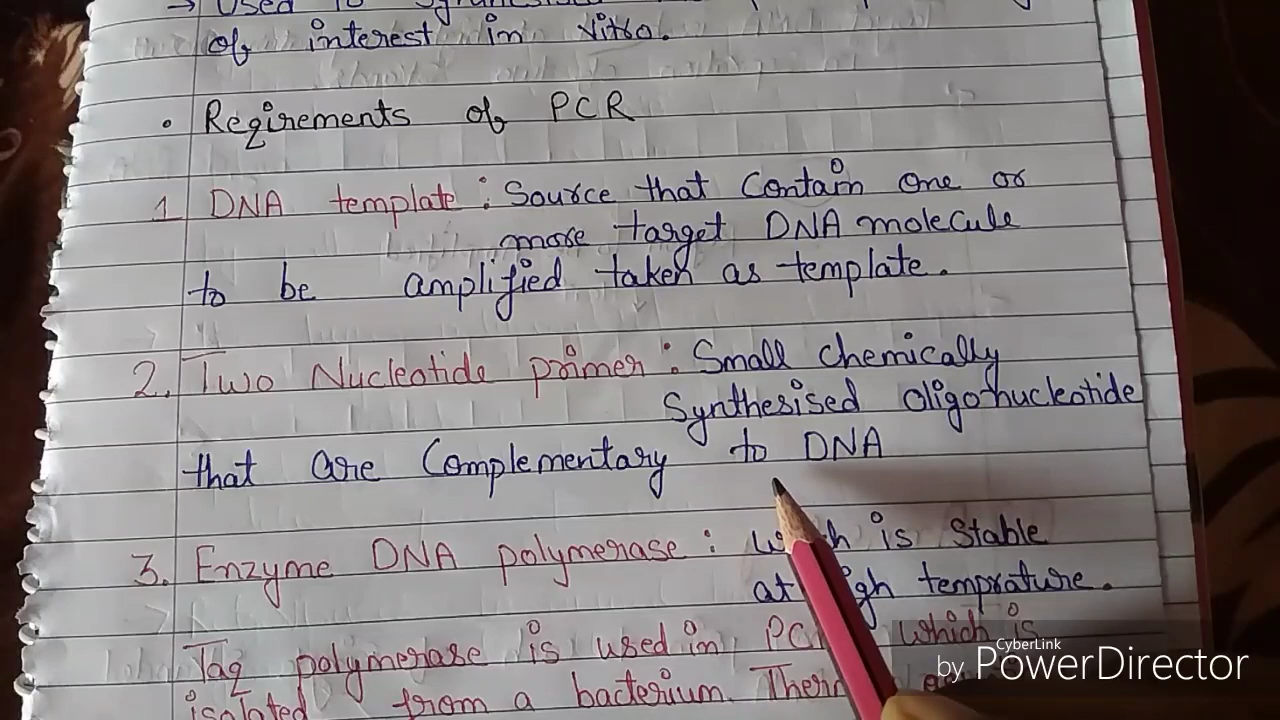 → Used to
of interest in vitro.
• Reqirements of PCR
1 DNA template : Source that Contain one or
more target DNA molecule
to be amplified taken as template.
2. Two Nucleotide primer : Small chemically
Synthesised oligonucleotide
that are Complementary to DNA
3. Enzyme DNA polymerase : is Stable
at temprature.
Taq polymerase is used in which is
isolated from a bacterium
CyberLink
by PowerDirector